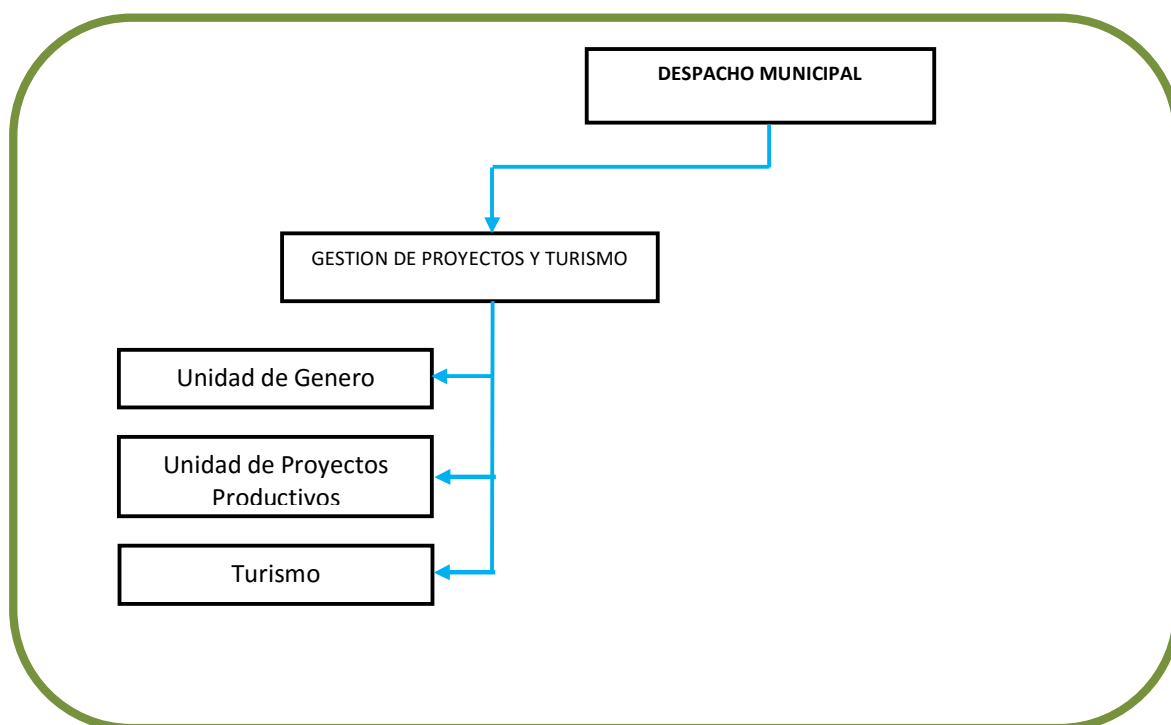 DESPACHO MUNICIPAL
GESTION DE PROYECTOS Y TURISMO
Unidad de Genero
Unidad de Proyectos
Productivos
Turismo